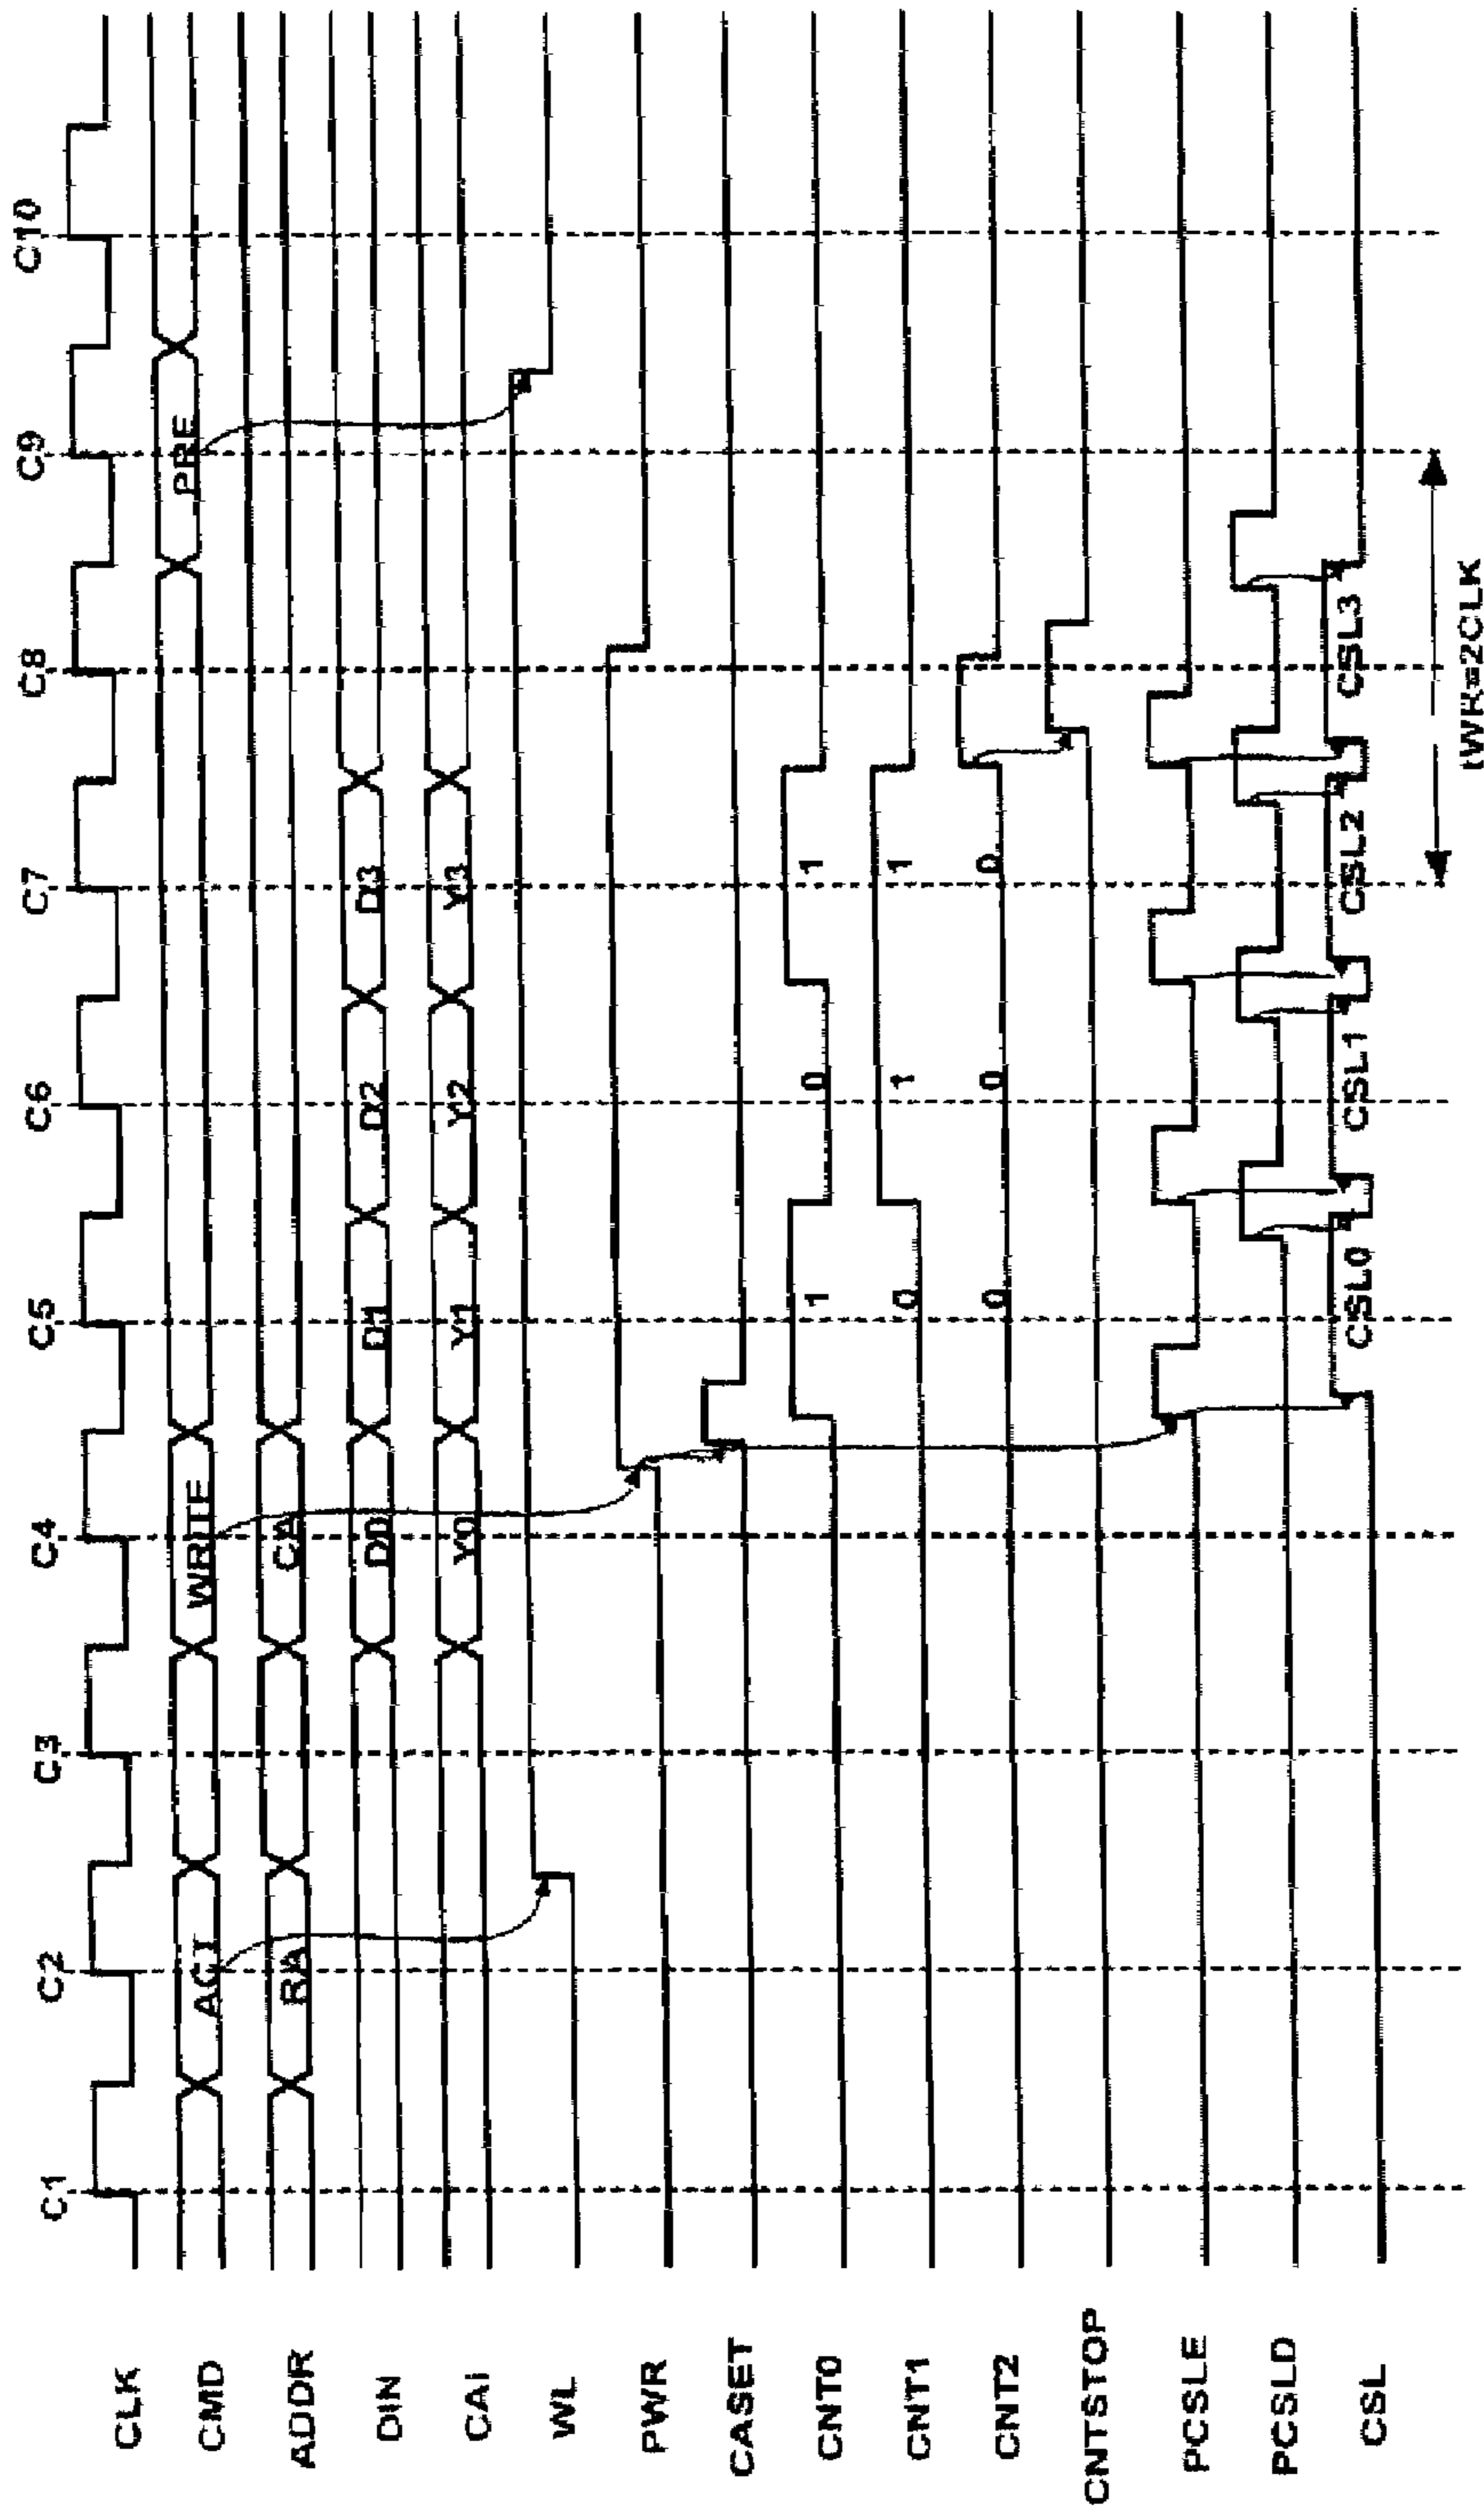 C1 C2 C3 C4 C5 C6 C7 C8 C9 C10
CLK
CMD ACT WRITE PRE
ADDR RA CA
DIN D0 D1 D2 D3
CAi Y0 Y1 Y2 Y3
WL
PWR
CASET
CNT0 1 0 1
CNT1 0 1 1
CNT2 0 0 0
CNTSTOP
PCSLE
PCSLD
CSL CSL0 CSL1 CSL2 CSL3
tWR=2CLK